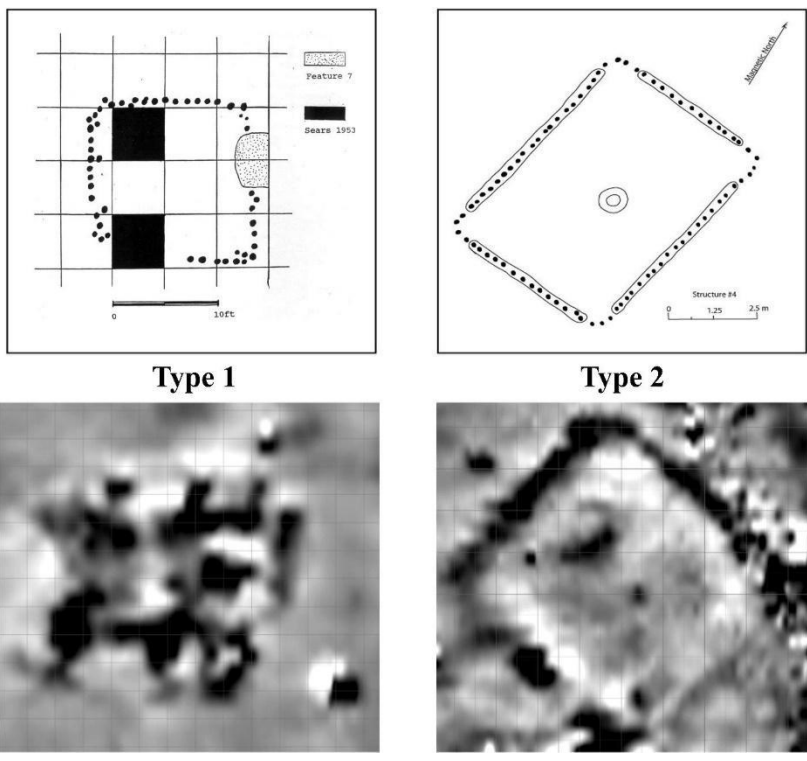 Feature 7
Sears 1953
0 10ft
Magnetic North
Structure #4
0 1.25 2.5 m
Type 1
Type 2